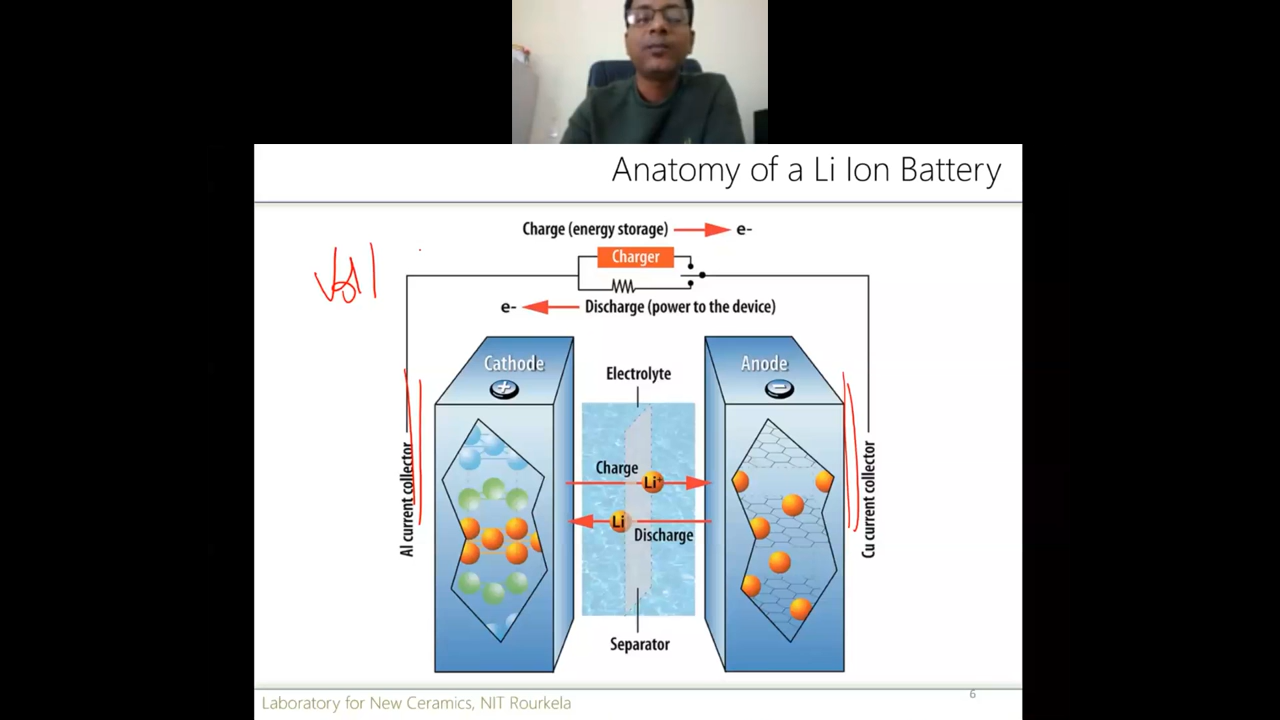 Anatomy of a Li Ion Battery
Charge (energy storage) e-
Charger
e- Discharge (power to the device)
Cathode
+
Electrolyte
Anode
−
Charge
Li+
Li
Discharge
Al current collector
Cu current collector
Separator
Laboratory for New Ceramics, NIT Rourkela
6